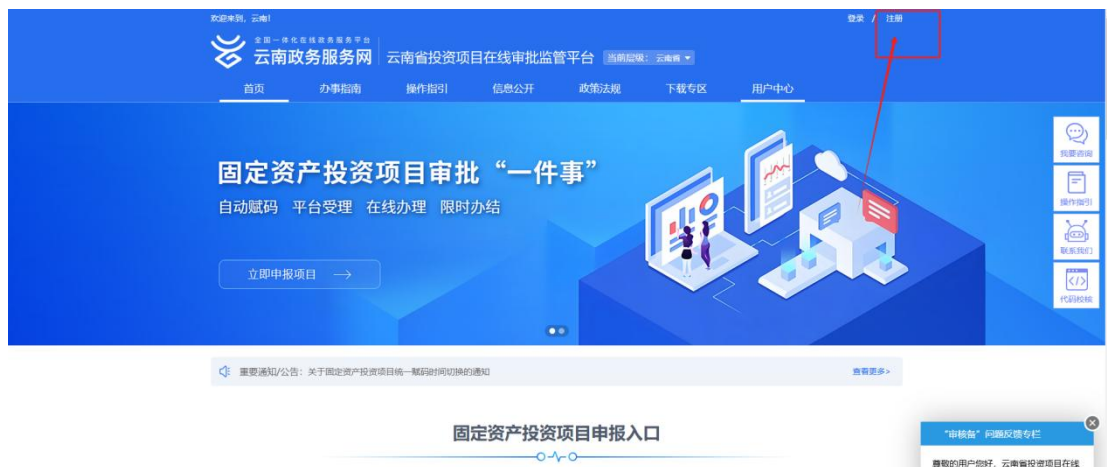 欢迎来到，云南！
登录 / 注册
全国一体化在线政务服务平台
云南政务服务网
云南省投资项目在线审批监管平台
当前层级： 云南省
首页 办事指南 操作指引 信息公开 政策法规 下载专区 用户中心
固定资产投资项目审批“一件事”
自动赋码 平台受理 在线办理 限时办结
立即申报项目 →
我要咨询
操作指引
联系我们
代码校核
重要通知/公告： 关于固定资产投资项目统一赋码时间切换的通知
查看更多>
固定资产投资项目申报入口
“审核备”问题反馈专栏
尊敬的用户您好，云南省投资项目在线